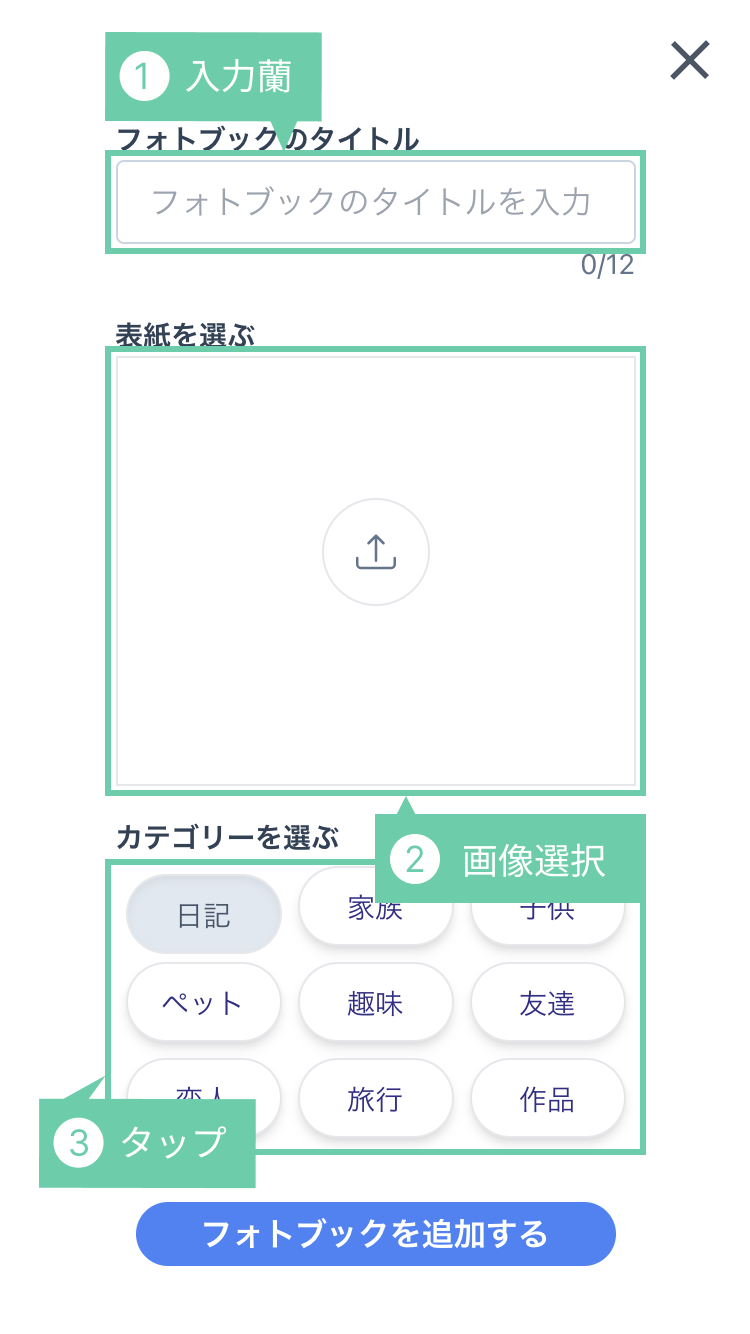 1 入力蘭
フォトブックのタイトル
フォトブックのタイトルを入力
0/12
表紙を選ぶ
カテゴリーを選ぶ
2 画像選択
日記 家族 子供
ペット 趣味 友達
恋人 旅行 作品
3 タップ
フォトブックを追加する